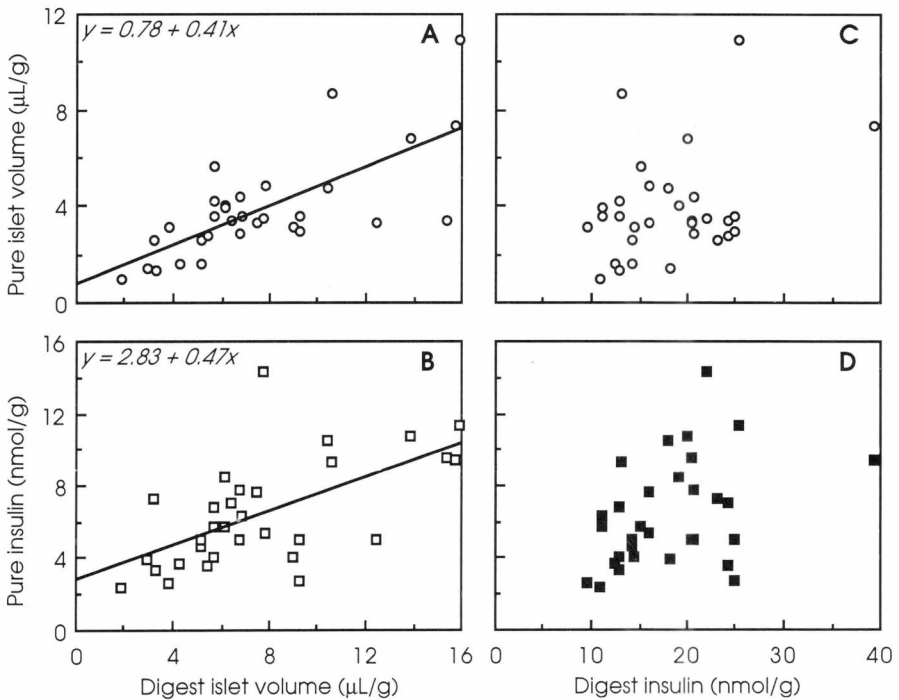 y = 0.78 + 0.41x
A
C
12
8
4
0
Pure islet volume (μL/g)
y = 2.83 + 0.47x
B
D
16
12
8
4
0
Pure insulin (nmol/g)
0 4 8 12 16
0 10 20 30 40
Digest islet volume (μL/g)
Digest insulin (nmol/g)